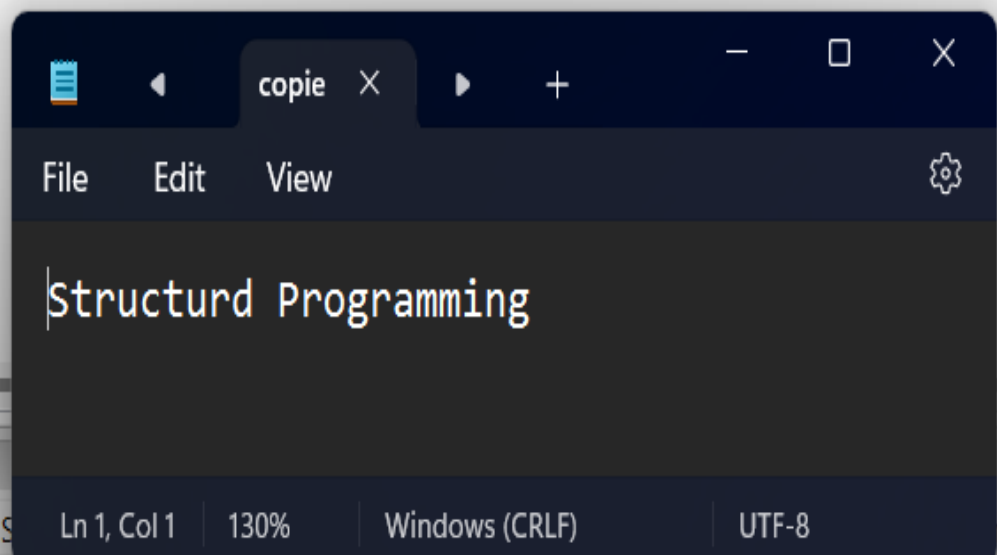 copie
File Edit View
Structurd Programming
Ln 1, Col 1 130% Windows (CRLF) UTF-8